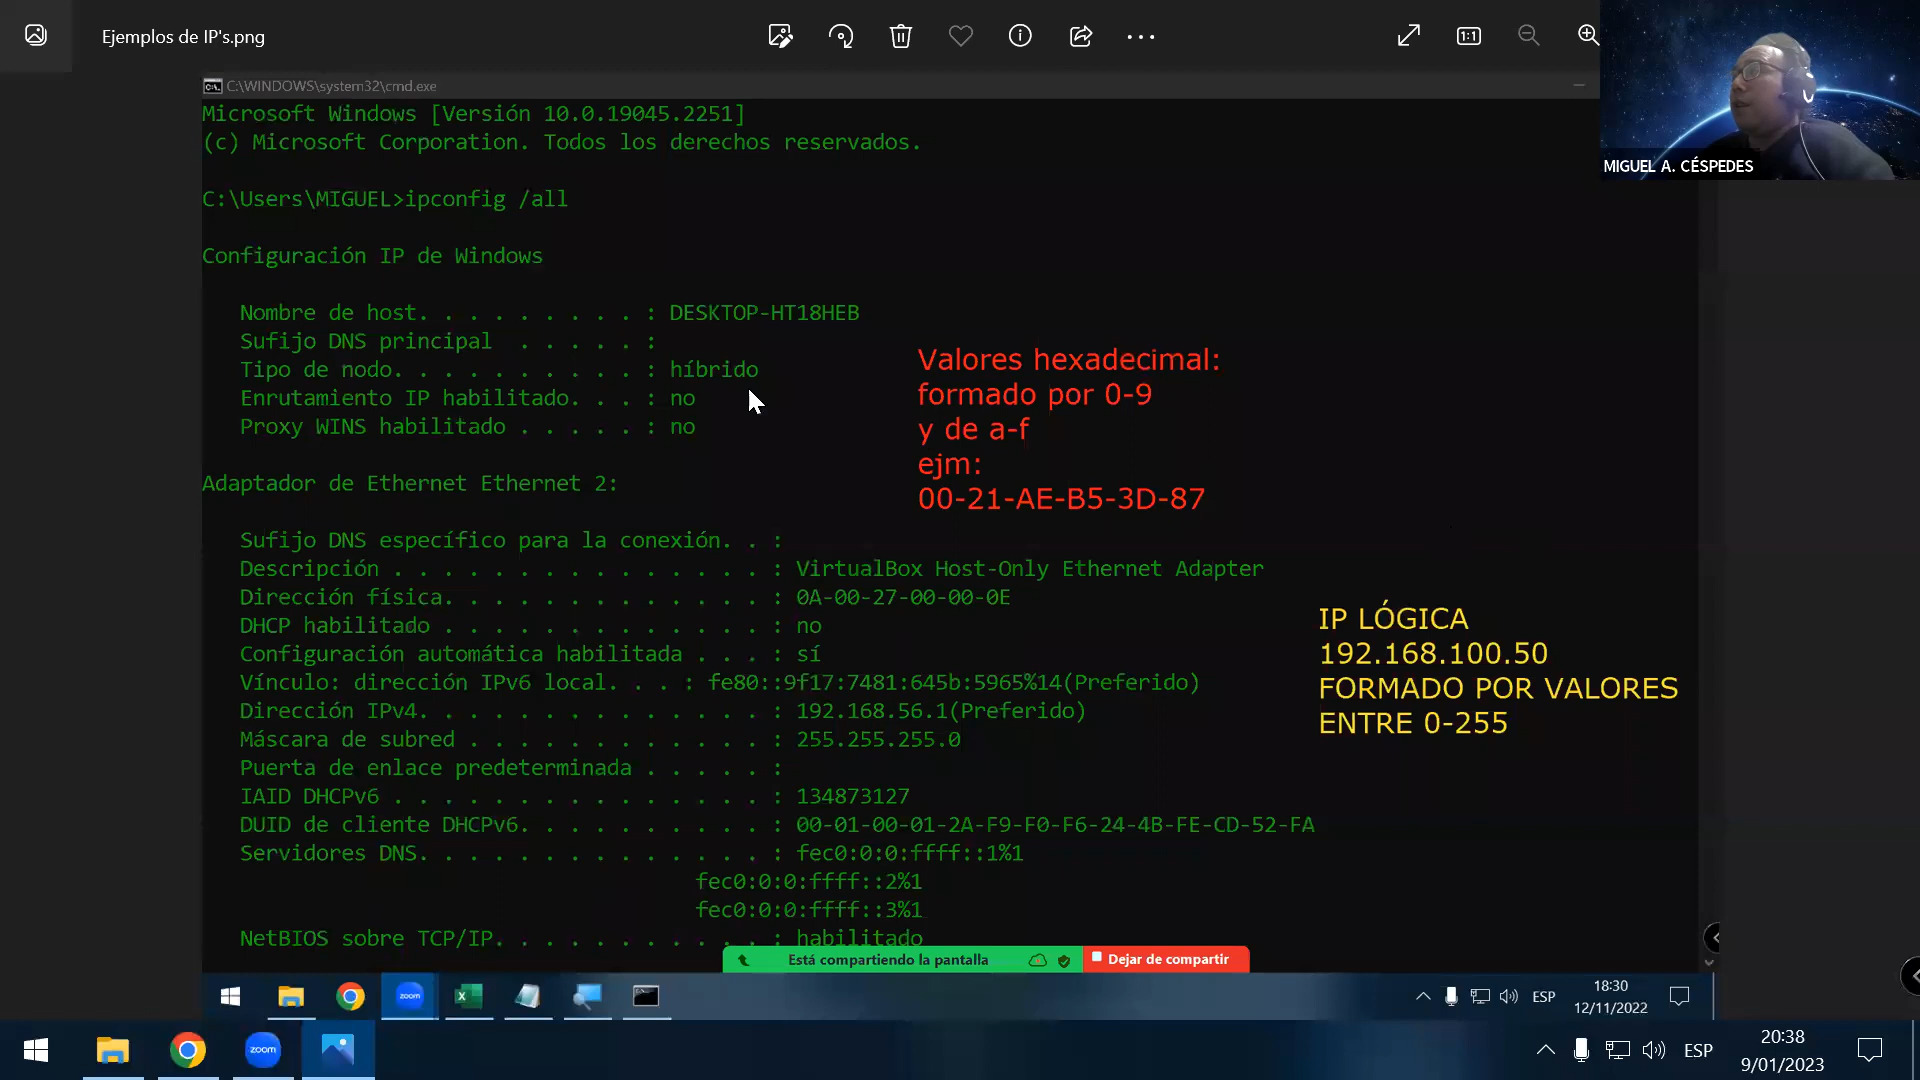 Ejemplos de IP's.png
1:1
MIGUEL A. CÉSPEDES
C:\WINDOWS\system32\cmd.exe
Microsoft Windows [Versión 10.0.19045.2251]
(c) Microsoft Corporation. Todos los derechos reservados.
C:\Users\MIGUEL>ipconfig /all
Configuración IP de Windows
Nombre de host. . . . . . . . . : DESKTOP-HT18HEB
Sufijo DNS principal . . . . . :
Tipo de nodo. . . . . . . . . . : híbrido
Enrutamiento IP habilitado. . . : no
Proxy WINS habilitado . . . . . : no
Valores hexadecimal:
formado por 0-9
y de a-f
ejm:
00-21-AE-B5-3D-87
Adaptador de Ethernet Ethernet 2:
Sufijo DNS específico para la conexión. . :
Descripción . . . . . . . . . . . . . . . : VirtualBox Host-Only Ethernet Adapter
Dirección física. . . . . . . . . . . . . : 0A-00-27-00-00-0E
DHCP habilitado . . . . . . . . . . . . . : no
Configuración automática habilitada . . . : sí
Vínculo: dirección IPv6 local. . . : fe80::9f17:7481:645b:5965%14(Preferido)
Dirección IPv4. . . . . . . . . . . . . . : 192.168.56.1(Preferido)
Máscara de subred . . . . . . . . . . . . : 255.255.255.0
Puerta de enlace predeterminada . . . . . :
IAID DHCPv6 . . . . . . . . . . . . . . . : 134873127
DUID de cliente DHCPv6. . . . . . . . . . : 00-01-00-01-2A-F9-F0-F6-24-4B-FE-CD-52-FA
Servidores DNS. . . . . . . . . . . . . . : fec0:0:0:ffff::1%1
fec0:0:0:ffff::2%1
fec0:0:0:ffff::3%1
NetBIOS sobre TCP/IP. . . . . . . . . . . : habilitado
IP LÓGICA
192.168.100.50
FORMADO POR VALORES
ENTRE 0-255
Está compartiendo la pantalla
Dejar de compartir
zoom
ESP
18:30
12/11/2022
zoom
ESP
20:38
9/01/2023